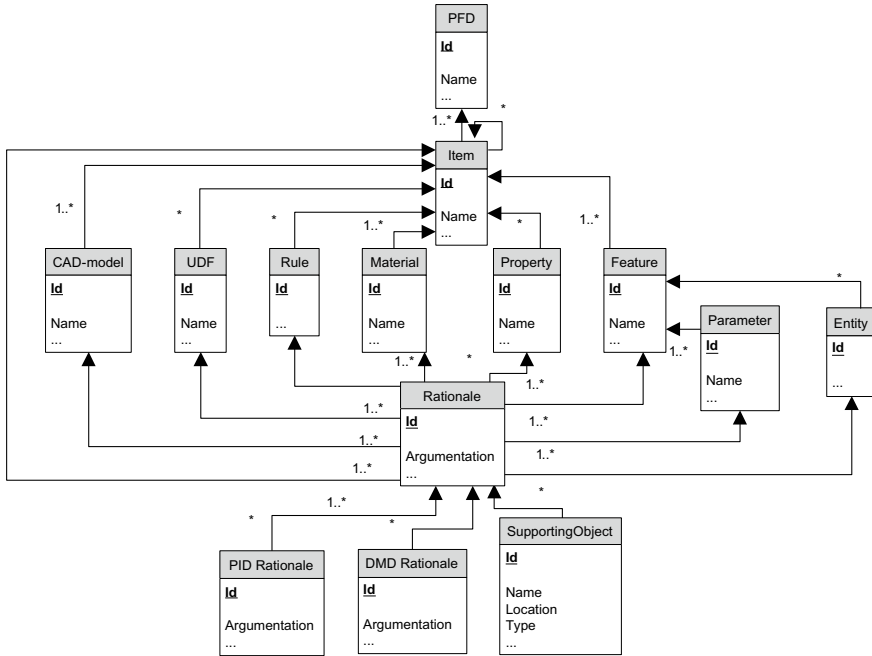 PFD
Id
Name
...
1..*
*
Item
Id
Name
...
1..*
*
*
1..*
*
1..*
CAD-model
Id
Name
...
UDF
Id
Name
...
Rule
Id
...
Material
Id
Name
...
Property
Id
Name
...
Feature
Id
Name
...
*
Parameter
Id
Name
...
1..*
Entity
Id
...
1..*
*
1..*
Rationale
Id
Argumentation
...
1..*
1..*
1..*
1..*
1..*
1..*
*
*
*
PID Rationale
Id
Argumentation
...
DMD Rationale
Id
Argumentation
...
SupportingObject
Id
Name
Location
Type
...